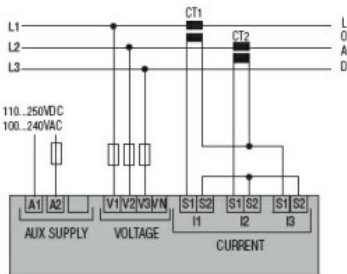 CT1
L1
L
L2
CT2
O
A
L3
D
110...250VDC
100...240VAC
A1 A2 V1 V2 V3 VN S1 S2 S1 S2 S1 S2
I1 I2 I3
AUX SUPPLY VOLTAGE CURRENT